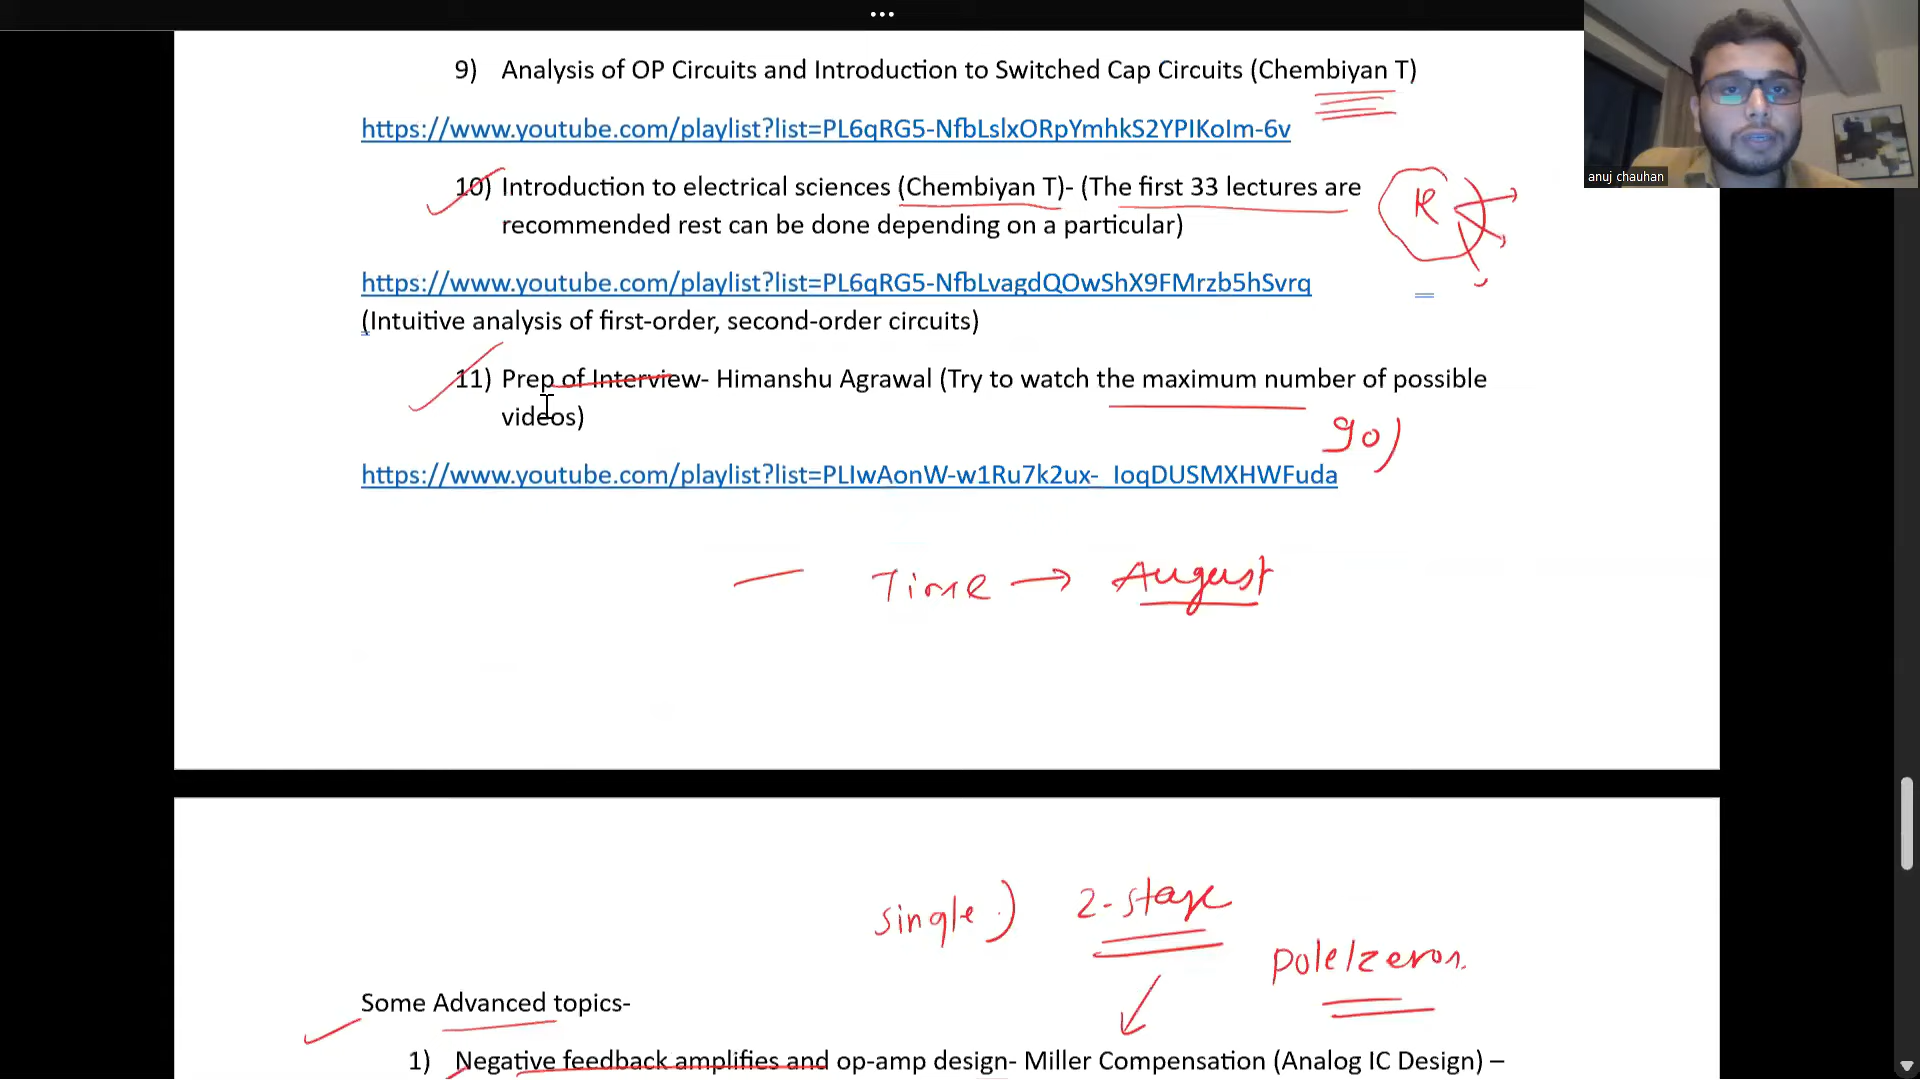 9) Analysis of OP Circuits and Introduction to Switched Cap Circuits (Chembiyan T)
https://www.youtube.com/playlist?list=PL6qRG5-NfbLslxORpYmhkS2YPIKoIm-6v
anuj chauhan
10) Introduction to electrical sciences (Chembiyan T)- (The first 33 lectures are
R
recommended rest can be done depending on a particular)
https://www.youtube.com/playlist?list=PL6qRG5-NfbLvagdQOwShX9FMrzb5hSvrq
(Intuitive analysis of first-order, second-order circuits)
11) Prep of Interview- Himanshu Agrawal (Try to watch the maximum number of possible
videos)
90)
https://www.youtube.com/playlist?list=PLIwAonW-w1Ru7k2ux-_IoqDUSMXHWFuda
— Time → August
single.) 2-stage
pole/zeros.
Some Advanced topics-
1) Negative feedback amplifies and op-amp design- Miller Compensation (Analog IC Design) –